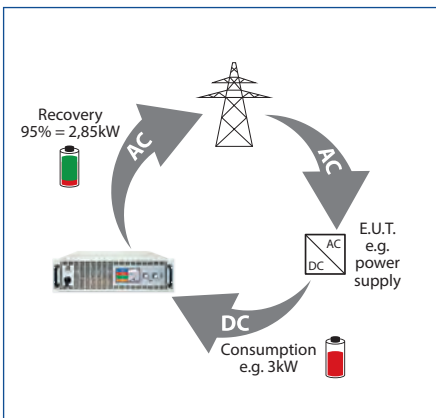 Recovery
95% = 2,85kW
AC
AC
E.U.T.
e.g.
power
supply
AC
DC
DC
Consumption
e.g. 3kW